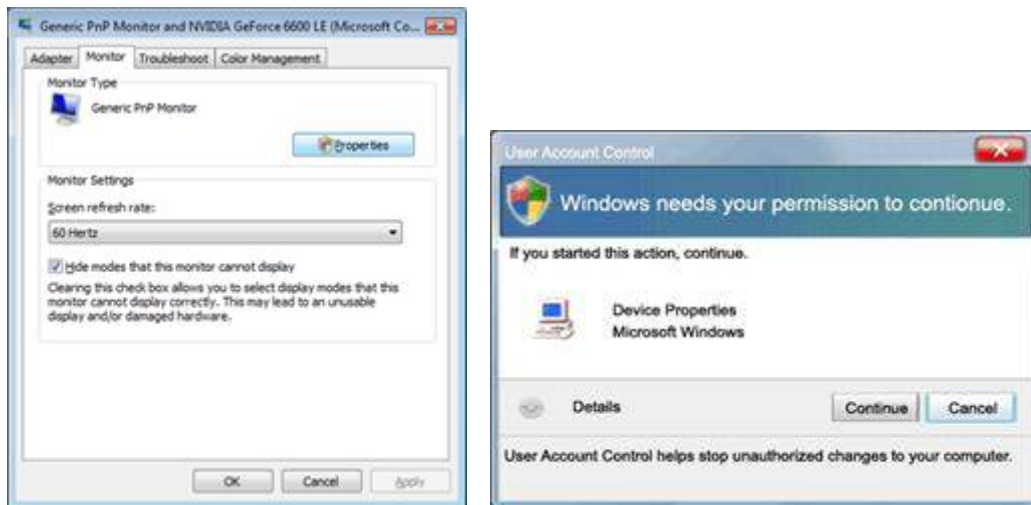 Generic PnP Monitor and NVIDIA GeForce 6600 LE (Microsoft Co...
Adapter Monitor Troubleshoot Color Management
Monitor Type
Generic PnP Monitor
Properties
Monitor Settings
Screen refresh rate:
60 Hertz
Hide modes that this monitor cannot display
Clearing this check box allows you to select display modes that this
monitor cannot display correctly. This may lead to an unusable
display and/or damaged hardware.
OK Cancel Apply
User Account Control
Windows needs your permission to contionue.
If you started this action, continue.
Device Properties
Microsoft Windows
Details Continue Cancel
User Account Control helps stop unauthorized changes to your computer.